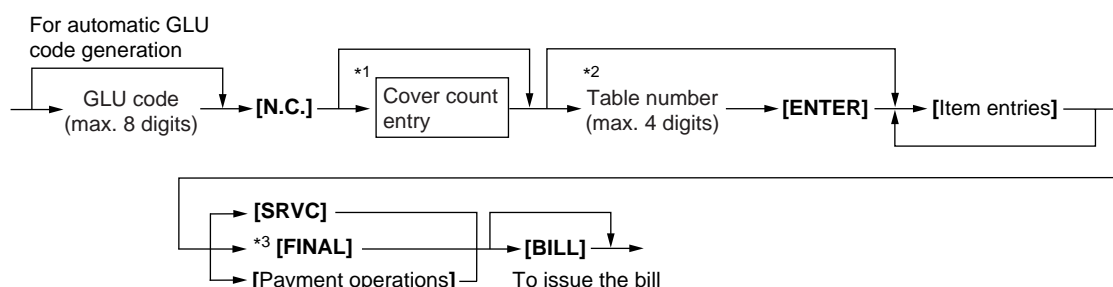 For automatic GLU
code generation
GLU code
(max. 8 digits)
[N.C.]
*1
Cover count
entry
*2
Table number
(max. 4 digits)
[ENTER]
[Item entries]
[SRVC]
*3 [FINAL]
[Payment operations]
[BILL]
To issue the bill